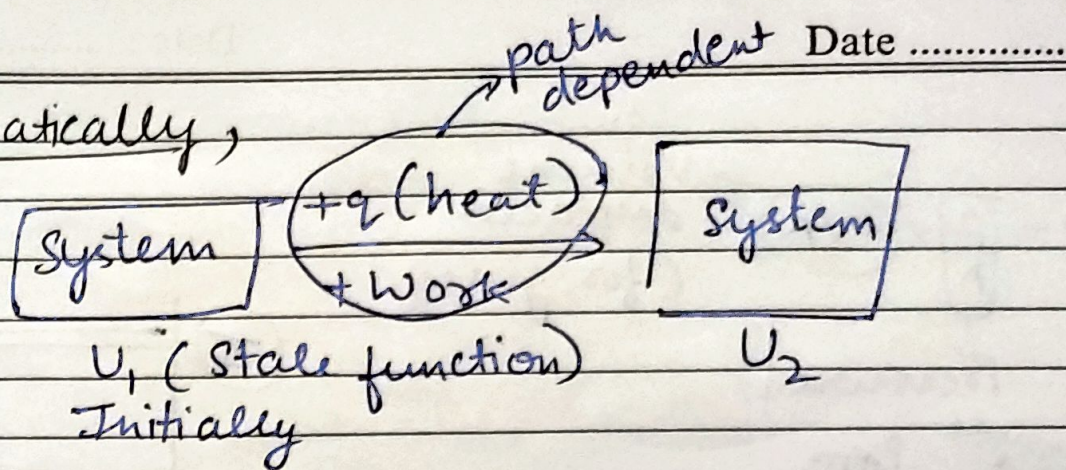 path Date ..............
dependent
atically,
+q (heat)
System System
+ Work
U₁ ( State function) U₂
Initially